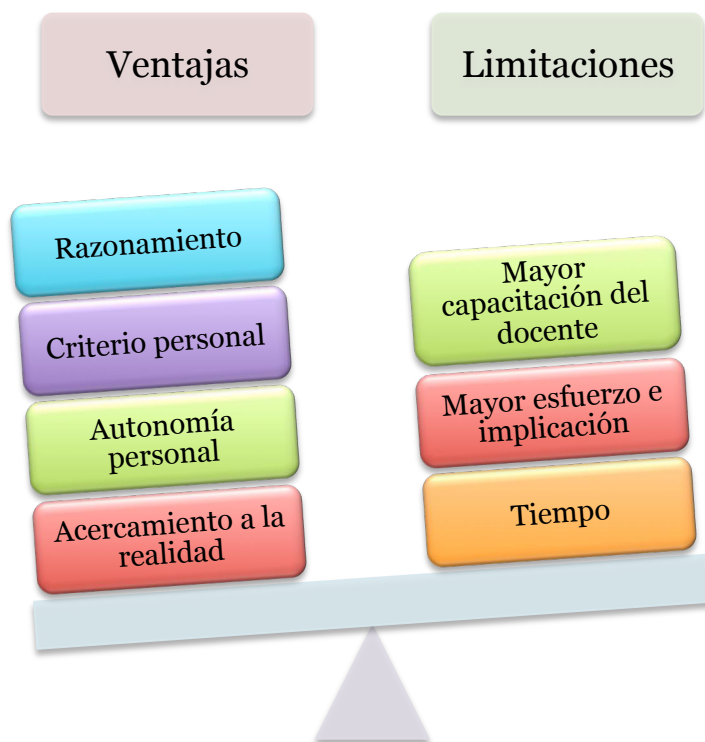 Ventajas
Limitaciones
Razonamiento
Criterio personal
Autonomía
personal
Acercamiento a la
realidad
Mayor
capacitación del
docente
Mayor esfuerzo e
implicación
Tiempo